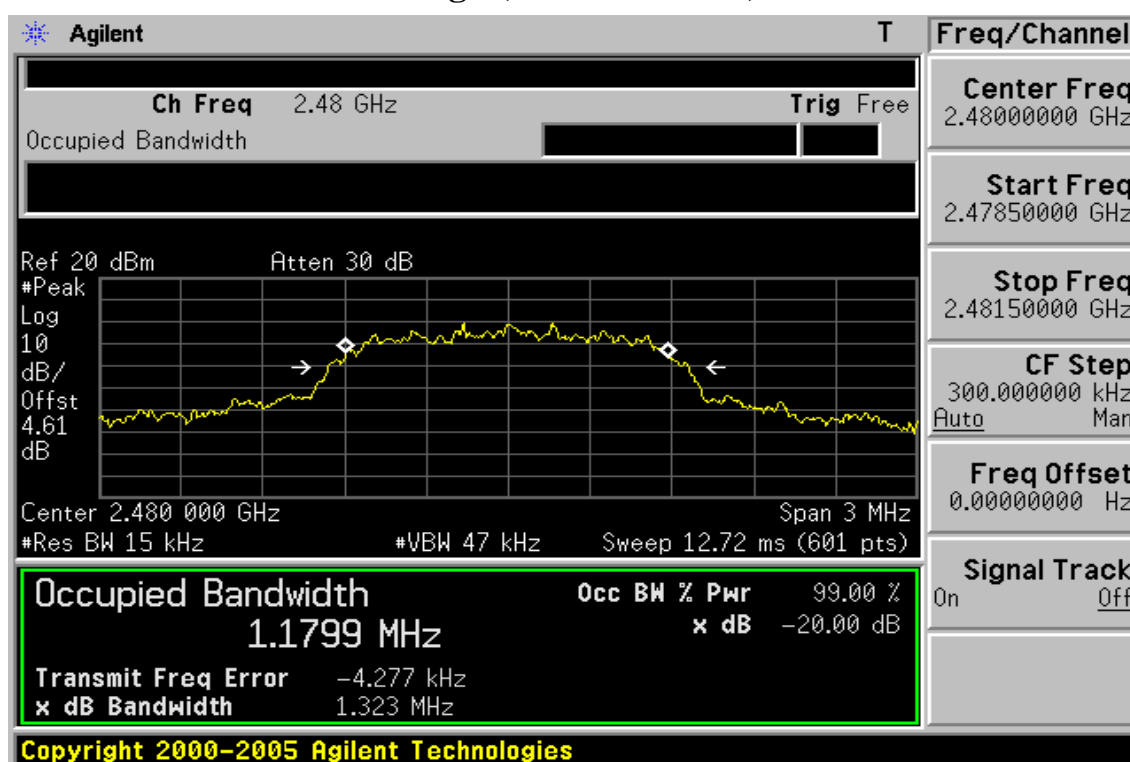 Agilent T Freq/Channel
Ch Freq 2.48 GHz Trig Free
Occupied Bandwidth
Ref 20 dBm Atten 30 dB
#Peak
Log
10
dB/
Offst
4.61
dB
Center 2.480 000 GHz Span 3 MHz
#Res BW 15 kHz #VBW 47 kHz Sweep 12.72 ms (601 pts)
Occupied Bandwidth Occ BW % Pwr 99.00 %
1.1799 MHz x dB -20.00 dB
Transmit Freq Error -4.277 kHz
x dB Bandwidth 1.323 MHz
Copyright 2000-2005 Agilent Technologies
Center Freq
2.48000000 GHz
Start Freq
2.47850000 GHz
Stop Freq
2.48150000 GHz
CF Step
300.000000 kHz
Auto Man
Freq Offset
0.00000000 Hz
Signal Track
On Off